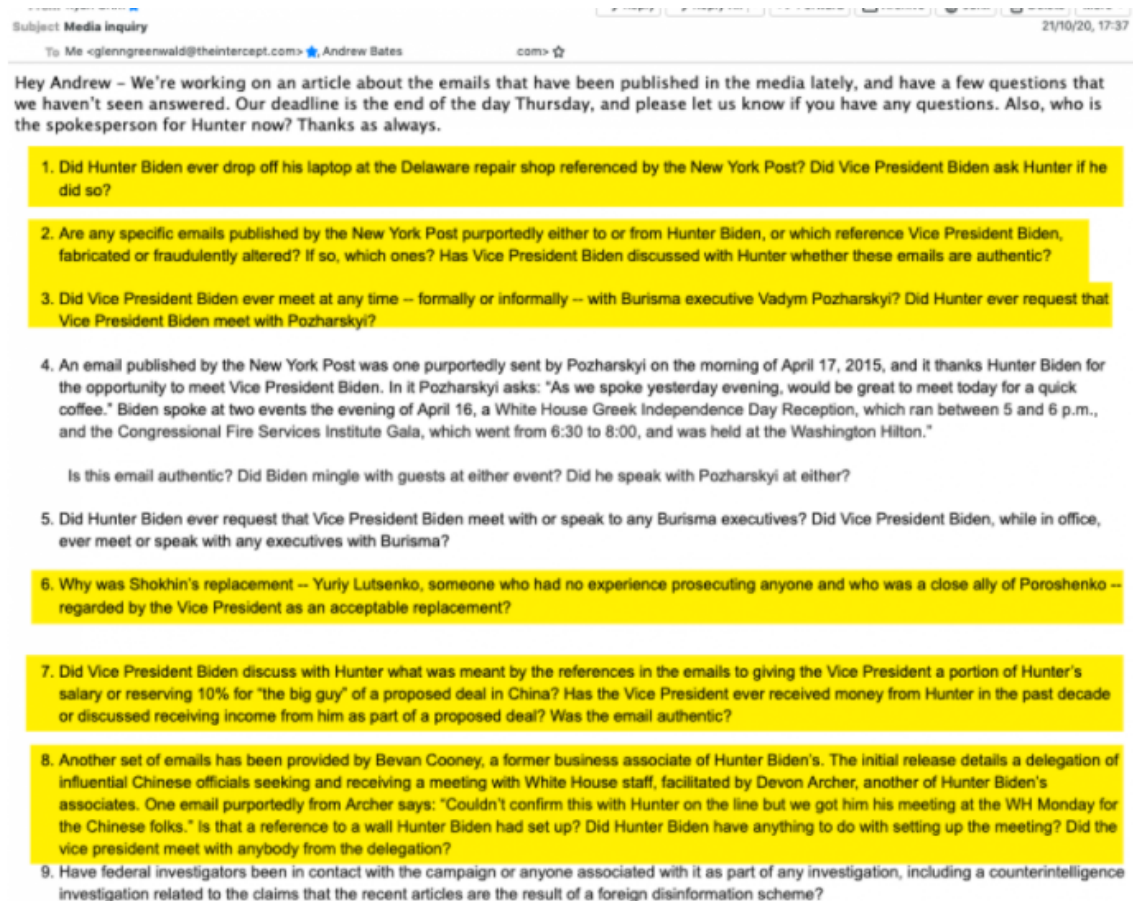 Subject Media inquiry
21/10/20, 17:37
To Me <glenngreenwald@theintercept.com> , Andrew Bates com>
Hey Andrew – We're working on an article about the emails that have been published in the media lately, and have a few questions that
we haven't seen answered. Our deadline is the end of the day Thursday, and please let us know if you have any questions. Also, who is
the spokesperson for Hunter now? Thanks as always.
1. Did Hunter Biden ever drop off his laptop at the Delaware repair shop referenced by the New York Post? Did Vice President Biden ask Hunter if he
did so?
2. Are any specific emails published by the New York Post purportedly either to or from Hunter Biden, or which reference Vice President Biden,
fabricated or fraudulently altered? If so, which ones? Has Vice President Biden discussed with Hunter whether these emails are authentic?
3. Did Vice President Biden ever meet at any time -- formally or informally -- with Burisma executive Vadym Pozharskyi? Did Hunter ever request that
Vice President Biden meet with Pozharskyi?
4. An email published by the New York Post was one purportedly sent by Pozharskyi on the morning of April 17, 2015, and it thanks Hunter Biden for
the opportunity to meet Vice President Biden. In it Pozharskyi asks: "As we spoke yesterday evening, would be great to meet today for a quick
coffee." Biden spoke at two events the evening of April 16, a White House Greek Independence Day Reception, which ran between 5 and 6 p.m.,
and the Congressional Fire Services Institute Gala, which went from 6:30 to 8:00, and was held at the Washington Hilton."
Is this email authentic? Did Biden mingle with guests at either event? Did he speak with Pozharskyi at either?
5. Did Hunter Biden ever request that Vice President Biden meet with or speak to any Burisma executives? Did Vice President Biden, while in office,
ever meet or speak with any executives with Burisma?
6. Why was Shokhin's replacement -- Yuriy Lutsenko, someone who had no experience prosecuting anyone and who was a close ally of Poroshenko --
regarded by the Vice President as an acceptable replacement?
7. Did Vice President Biden discuss with Hunter what was meant by the references in the emails to giving the Vice President a portion of Hunter's
salary or reserving 10% for "the big guy" of a proposed deal in China? Has the Vice President ever received money from Hunter in the past decade
or discussed receiving income from him as part of a proposed deal? Was the email authentic?
8. Another set of emails has been provided by Bevan Cooney, a former business associate of Hunter Biden's. The initial release details a delegation of
influential Chinese officials seeking and receiving a meeting with White House staff, facilitated by Devon Archer, another of Hunter Biden's
associates. One email purportedly from Archer says: "Couldn't confirm this with Hunter on the line but we got him his meeting at the WH Monday for
the Chinese folks." Is that a reference to a wall Hunter Biden had set up? Did Hunter Biden have anything to do with setting up the meeting? Did the
vice president meet with anybody from the delegation?
9. Have federal investigators been in contact with the campaign or anyone associated with it as part of any investigation, including a counterintelligence
investigation related to the claims that the recent articles are the result of a foreign disinformation scheme?